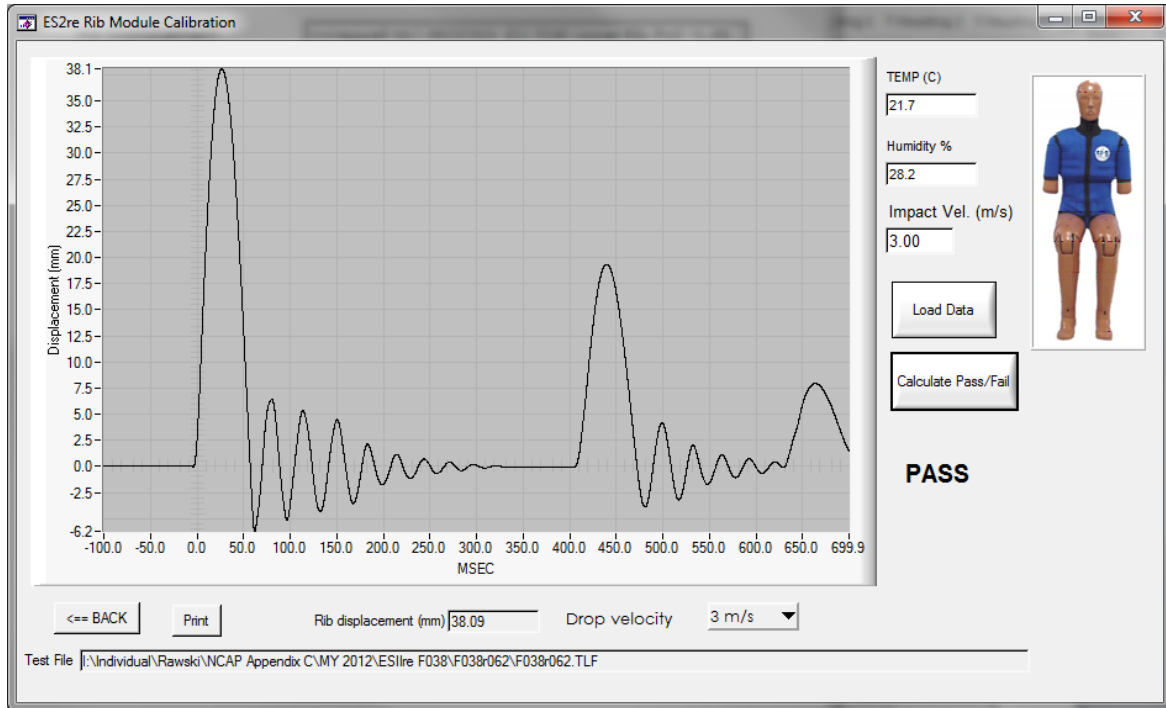 ES2re Rib Module Calibration
38.1
35.0
32.5
30.0
27.5
25.0
22.5
20.0
17.5
15.0
12.5
10.0
7.5
5.0
2.5
0.0
-2.5
-6.2
Displacement (mm)
-100.0 -50.0 0.0 50.0 100.0 150.0 200.0 250.0 300.0 350.0 400.0 450.0 500.0 550.0 600.0 650.0 699.9
MSEC
TEMP (C)
21.7
Humidity %
28.2
Impact Vel. (m/s)
3.00
Load Data
Calculate Pass/Fail
PASS
<== BACK
Print
Rib displacement (mm) 38.09
Drop velocity
3 m/s
Test File I:\Individual\Rawski\NCAP Appendix C\MY 2012\ESIIre F038\F038r062\F038r062.TLF